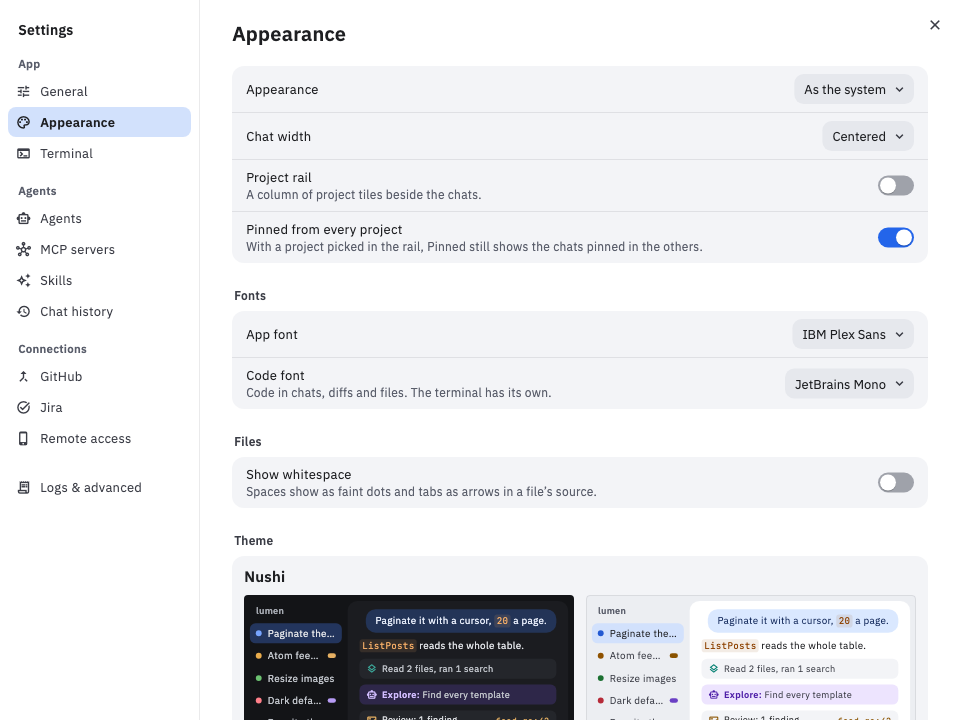 Settings
App
General
Appearance
Terminal
Agents
Agents
MCP servers
Skills
Chat history
Connections
GitHub
Jira
Remote access
Logs & advanced
Appearance
Appearance
As the system
Chat width
Centered
Project rail
A column of project tiles beside the chats.
Pinned from every project
With a project picked in the rail, Pinned still shows the chats pinned in the others.
Fonts
App font
IBM Plex Sans
Code font
Code in chats, diffs and files. The terminal has its own.
JetBrains Mono
Files
Show whitespace
Spaces show as faint dots and tabs as arrows in a file's source.
Theme
Nushi
lumen
Paginate the...
Atom fee...
Resize images
Dark defa...
Paginate it with a cursor, 20 a page.
ListPosts reads the whole table.
Read 2 files, ran 1 search
Explore: Find every template
Review: 1 finding
lumen
Paginate the...
Atom fee...
Resize images
Dark defa...
Paginate it with a cursor, 20 a page.
ListPosts reads the whole table.
Read 2 files, ran 1 search
Explore: Find every template
Review: 1 finding